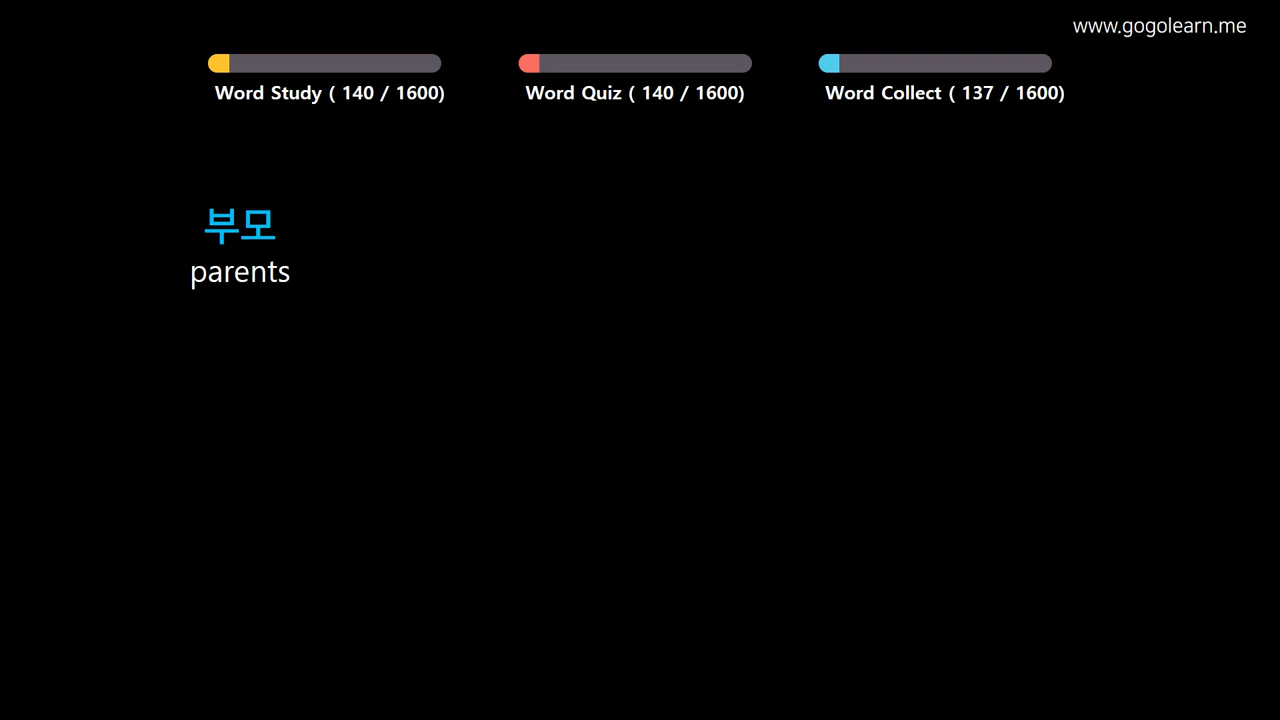 www.gogolearn.me
Word Study ( 140 / 1600)
Word Quiz ( 140 / 1600)
Word Collect ( 137 / 1600)
부모
parents